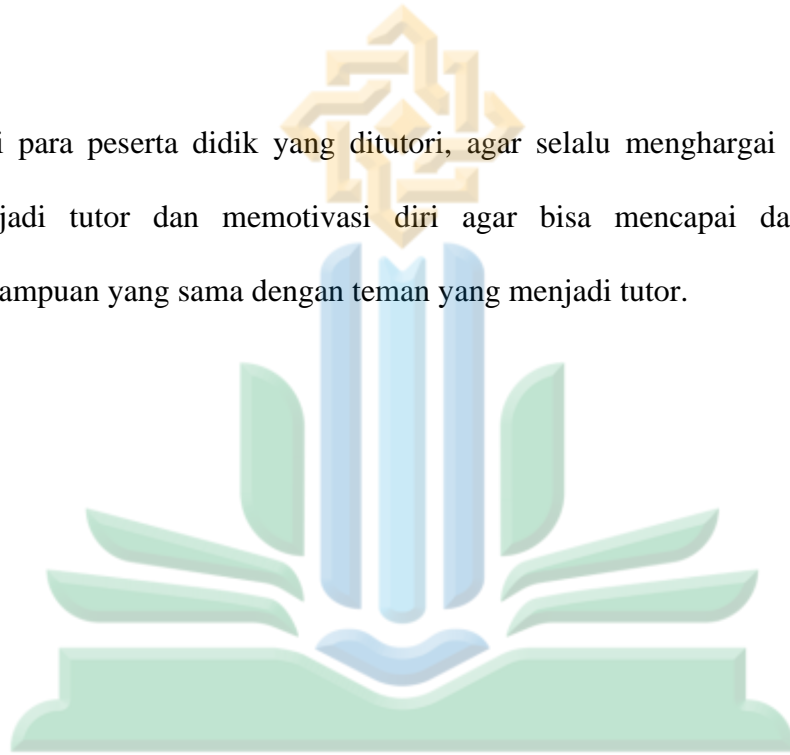 i para peserta didik yang ditutori, agar selalu menghargai
jadi tutor dan memotivasi diri agar bisa mencapai da
ampuan yang sama dengan teman yang menjadi tutor.